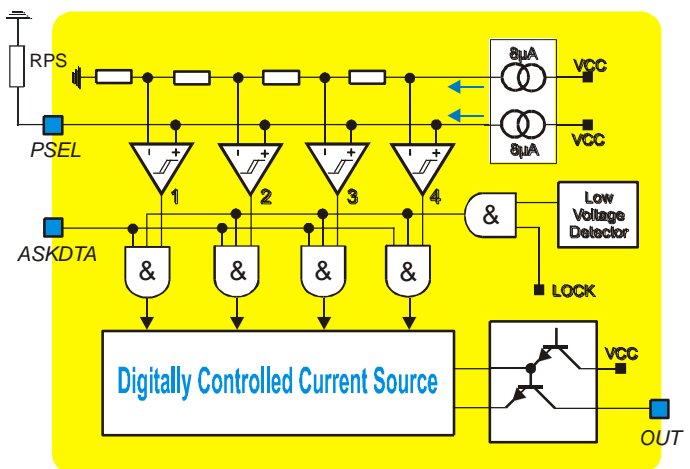 RPS
8µA
VCC
VCC
8µA
PSEL
- +
- +
- +
- +
1
2
3
4
&
Low
Voltage
Detector
ASKDTA
&
&
&
&
LOCK
Digitally Controlled Current Source
VCC
OUT